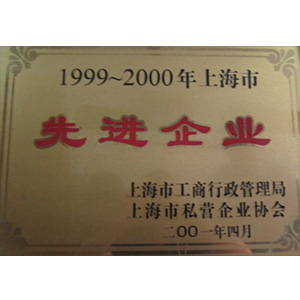 1999~2000年上海市
先进企业
上海市工商行政管理局
上海市私营企业协会
二〇〇一年四月